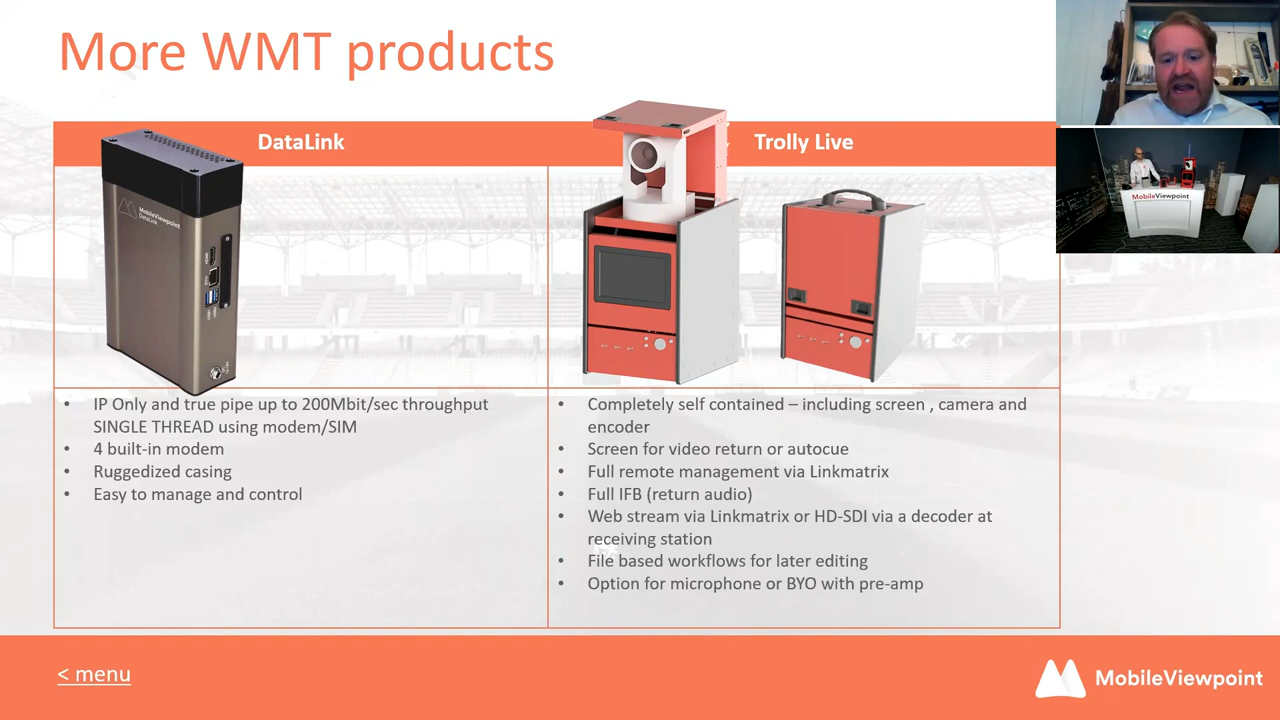 More WMT products
DataLink
Trolly Live
MobileViewpoint
DataLink
HDMI
MobileViewpoint
• IP Only and true pipe up to 200Mbit/sec throughput
SINGLE THREAD using modem/SIM
• 4 built-in modem
• Ruggedized casing
• Easy to manage and control
• Completely self contained – including screen , camera and
encoder
• Screen for video return or autocue
• Full remote management via Linkmatrix
• Full IFB (return audio)
• Web stream via Linkmatrix or HD-SDI via a decoder at
receiving station
• File based workflows for later editing
• Option for microphone or BYO with pre-amp
< menu
MobileViewpoint